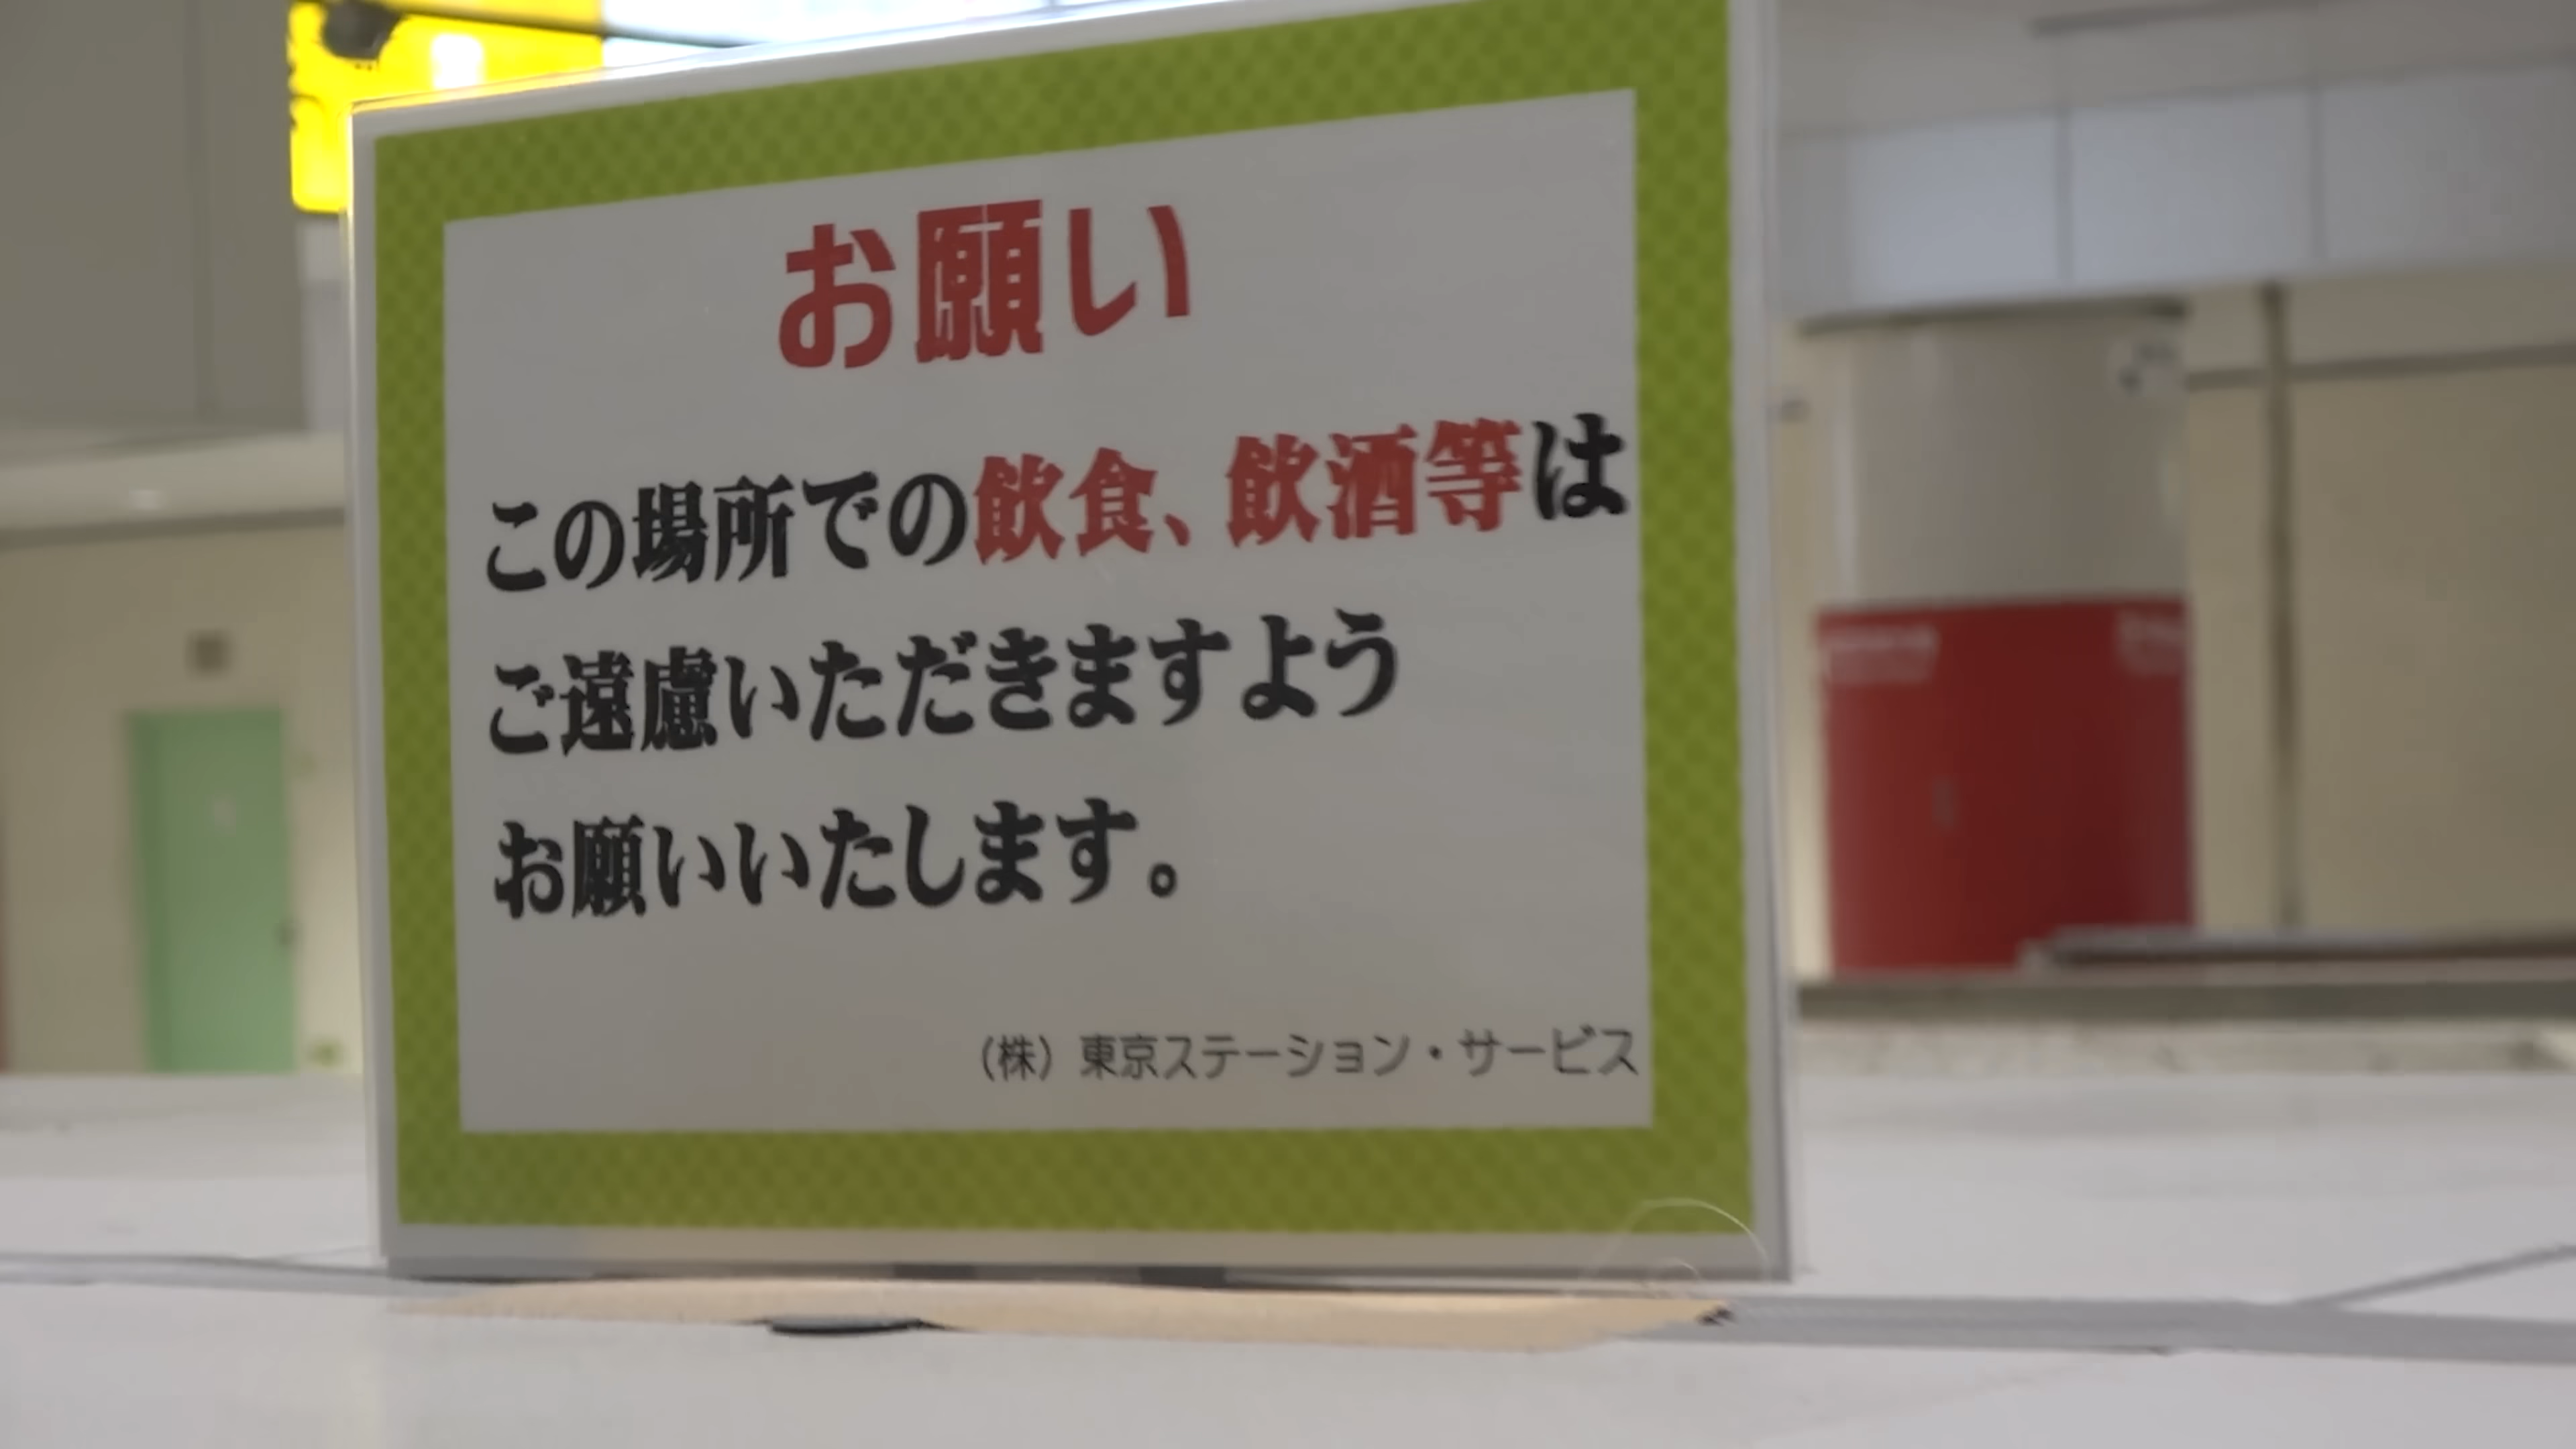 お願い
この場所での飲食、飲酒等は
ご遠慮いただきますよう
お願いいたします。
(株)東京ステーション・サービス